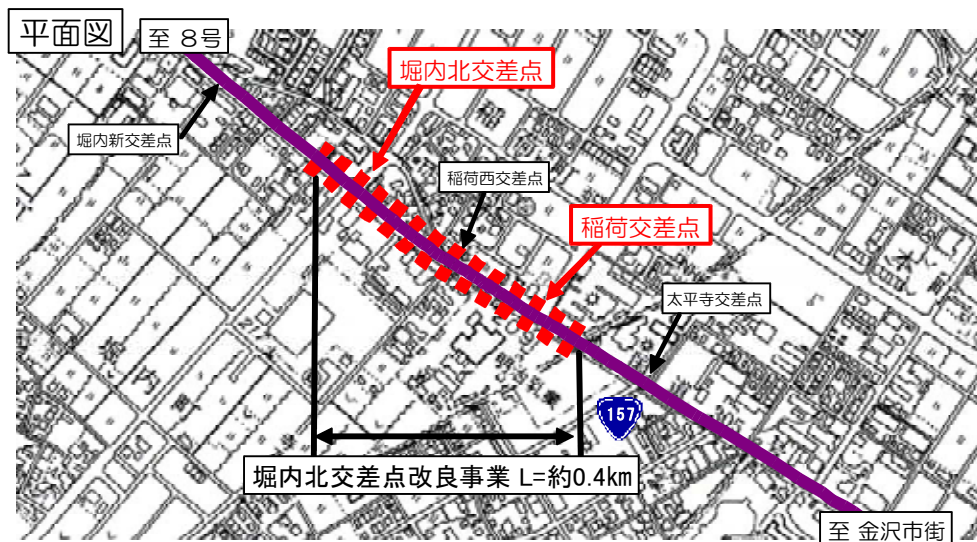 平面図
至 8号
堀内北交差点
堀内新交差点
稲荷西交差点
稲荷交差点
太平寺交差点
157
堀内北交差点改良事業 L=約0.4km
至 金沢市街